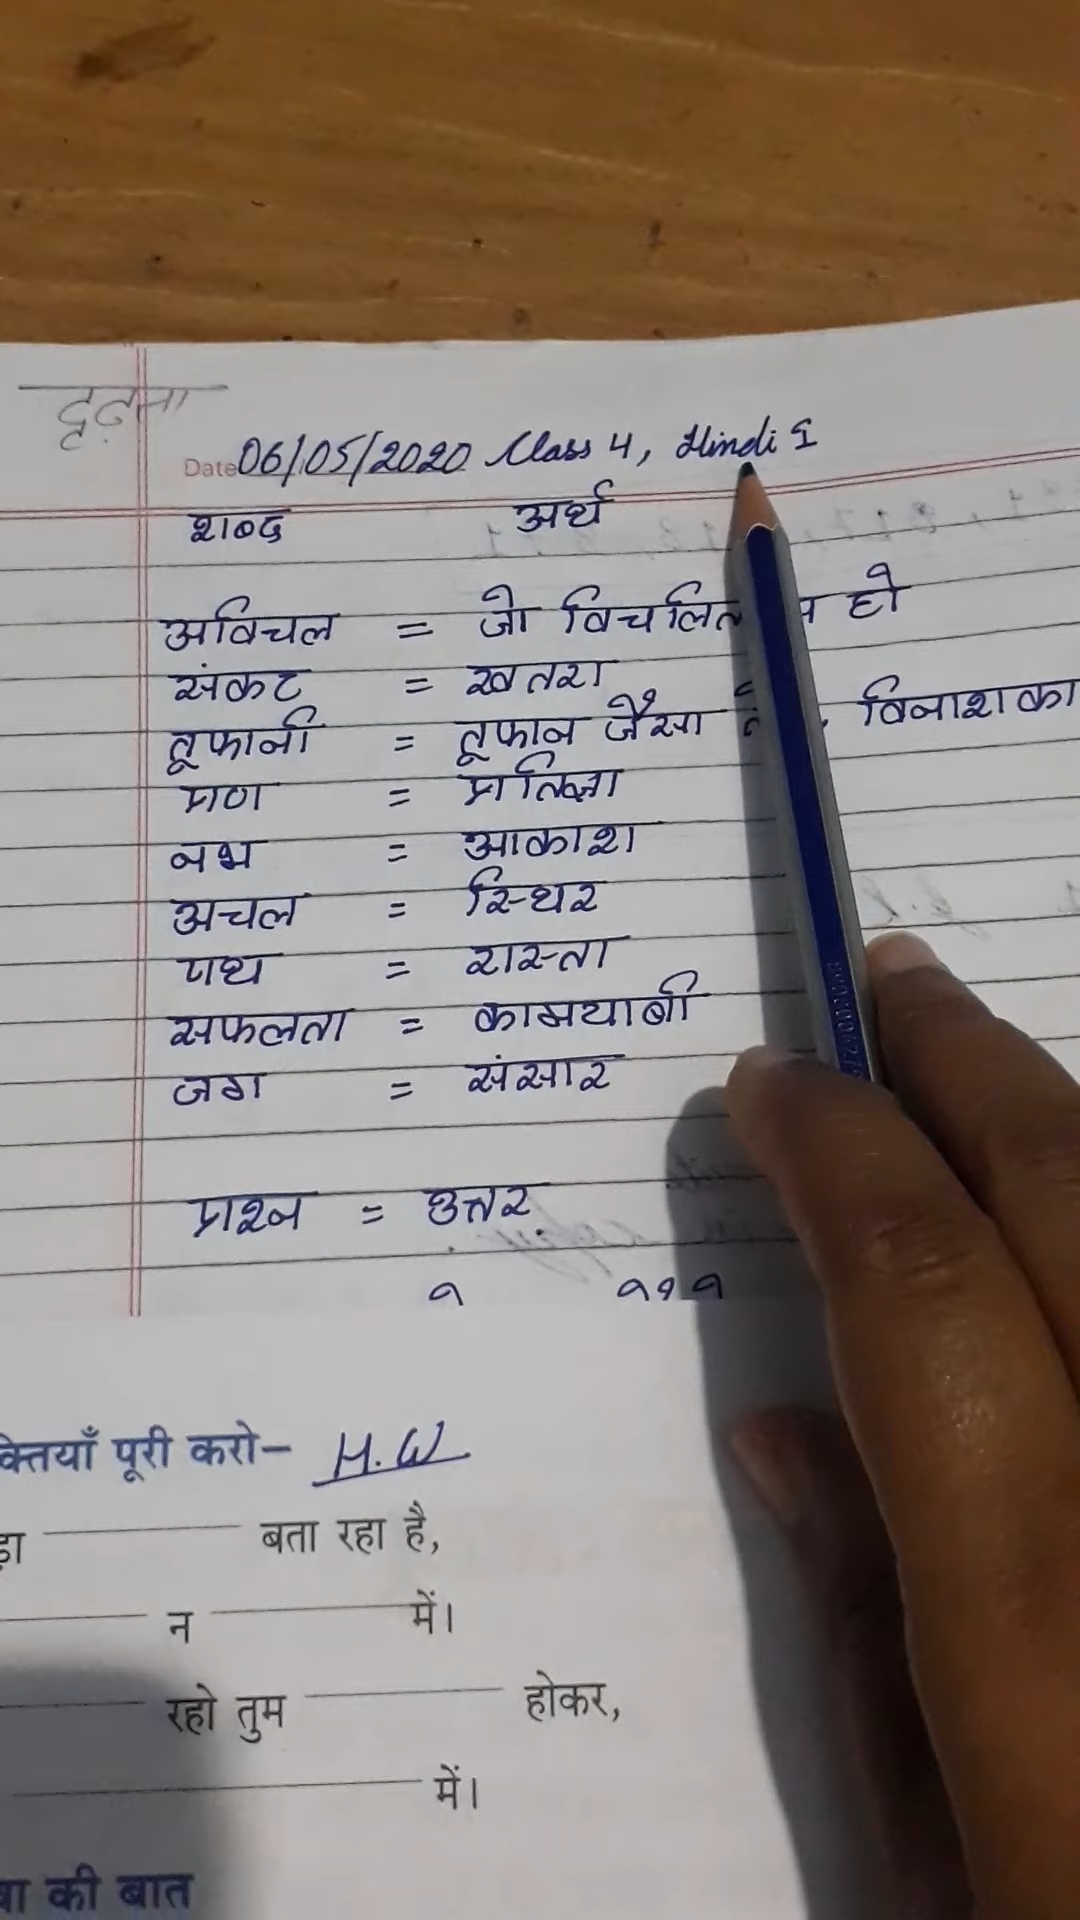 दृढ़ता
Date 06/05/2020 Class 4, Hindi I
शब्द अर्थ
अविचल = जो विचलित न हो
संकट = खतरा
तूफानी = तूफान जैसा विनाशका
प्रण = प्रतिज्ञा
नभ = आकाश
अचल = स्थिर
पथ = रास्ता
सफलता = कामयाबी
जग = संसार
प्रश्न = उत्तर
क्तियाँ पूरी करो– H.W
ड़ा बता रहा है,
न में।
रहो तुम होकर,
में।
की बात